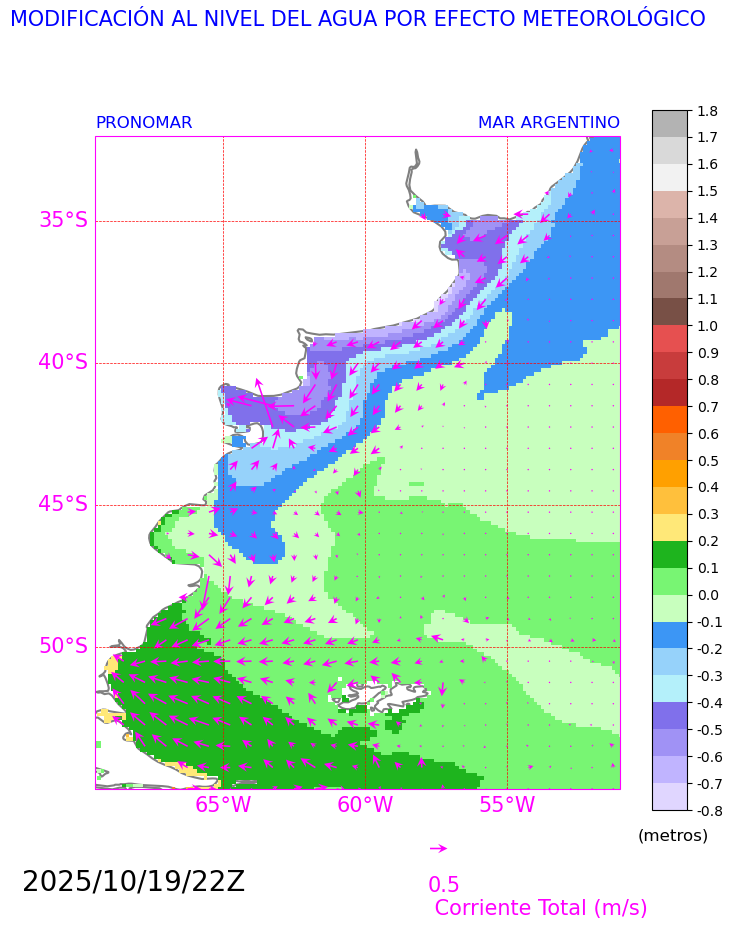 MODIFICACIÓN AL NIVEL DEL AGUA POR EFECTO METEOROLÓGICO
PRONOMAR
MAR ARGENTINO
35°S
40°S
45°S
50°S
65°W
60°W
55°W
1.8
1.7
1.6
1.5
1.4
1.3
1.2
1.1
1.0
0.9
0.8
0.7
0.6
0.5
0.4
0.3
0.2
0.1
0.0
-0.1
-0.2
-0.3
-0.4
-0.5
-0.6
-0.7
-0.8
(metros)
2025/10/19/22Z
0.5
Corriente Total (m/s)